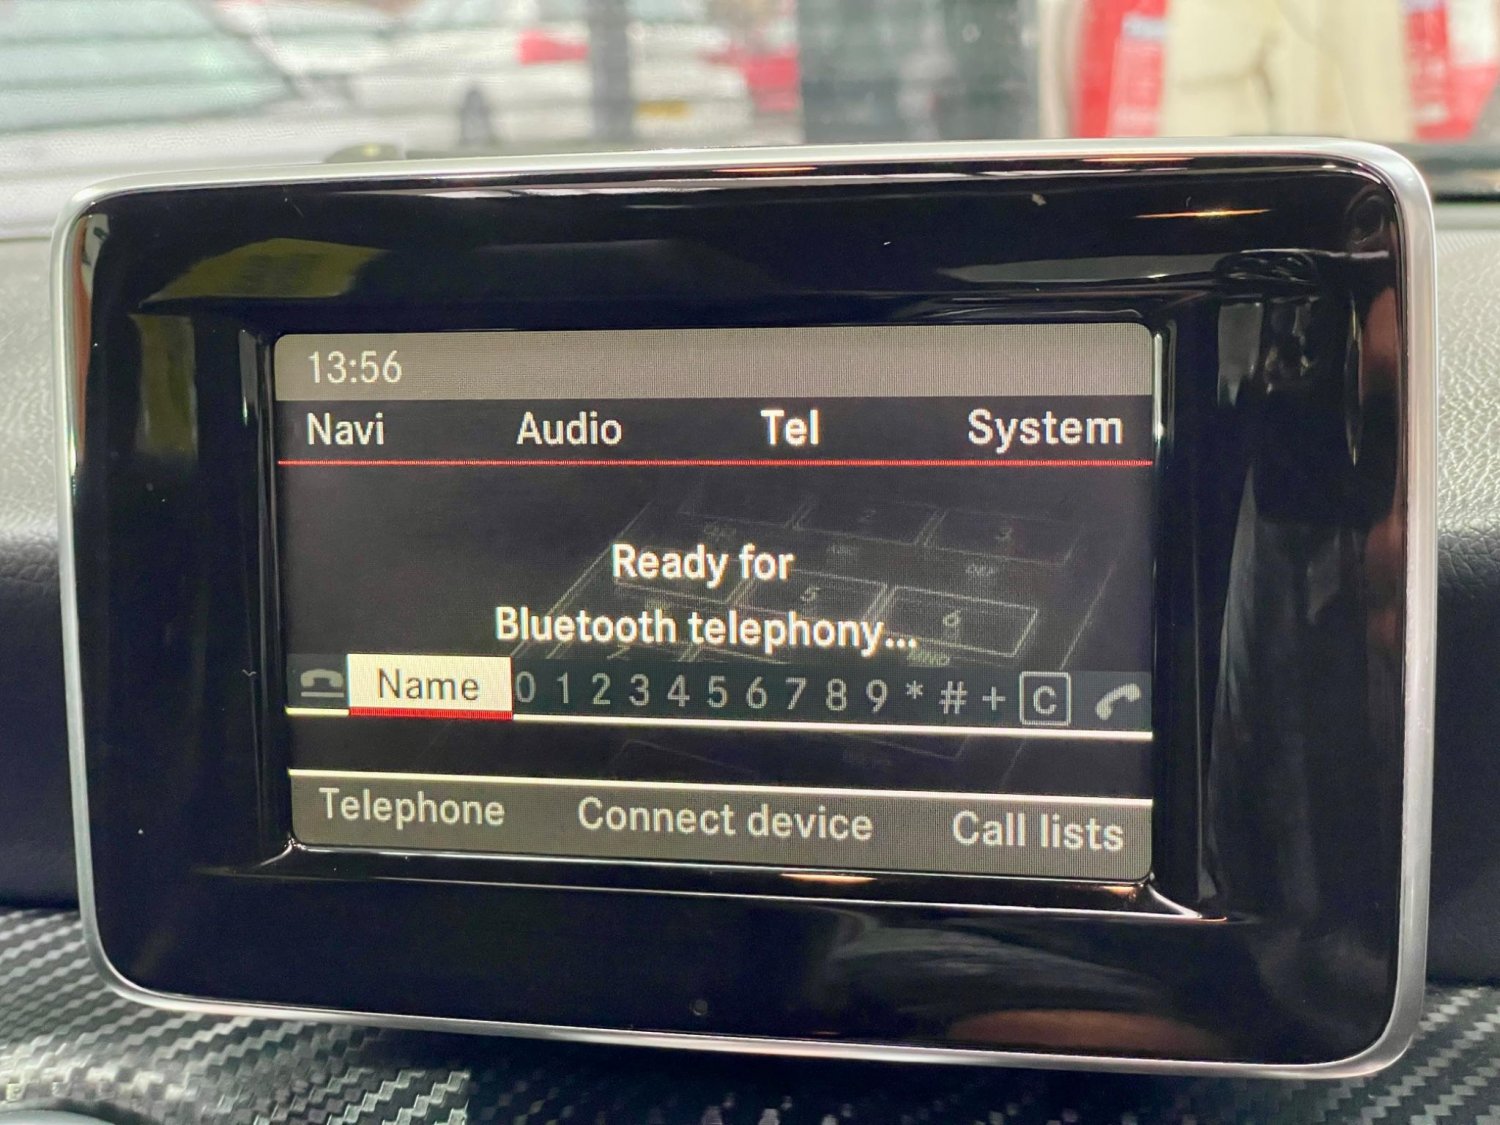 13:56
Navi Audio Tel System
Ready for
Bluetooth telephony...
Name 0 1 2 3 4 5 6 7 8 9 * # + C
Telephone Connect device Call lists